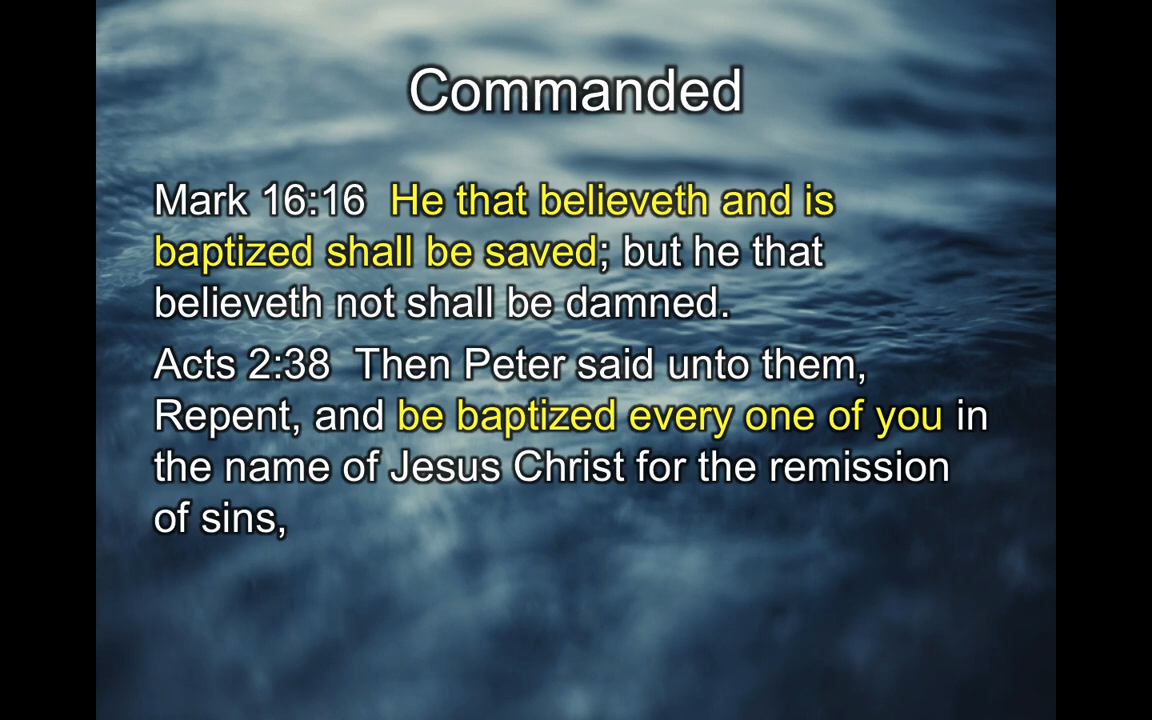 Commanded
Mark 16:16  He that believeth and is
baptized shall be saved; but he that
believeth not shall be damned.
Acts 2:38  Then Peter said unto them,
Repent, and be baptized every one of you in
the name of Jesus Christ for the remission
of sins,